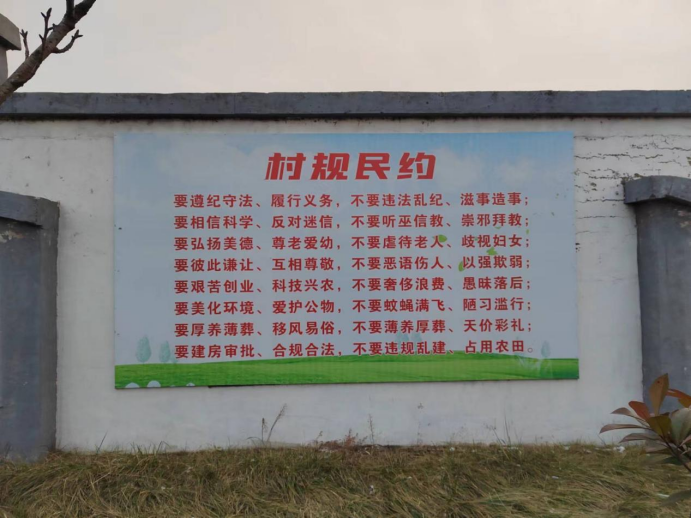 村规民约
要遵纪守法、履行义务，不要违法乱纪、滋事造事；
要相信科学、反对迷信，不要听巫信教、崇邪拜教；
要弘扬美德、尊老爱幼，不要虐待老人、歧视妇女；
要彼此谦让、互相尊敬，不要恶语伤人、以强欺弱；
要艰苦创业、科技兴农，不要奢侈浪费、愚昧落后；
要美化环境、爱护公物，不要蚊蝇满飞、陋习滥行；
要厚养薄葬、移风易俗，不要薄养厚葬、天价彩礼；
要建房审批、合规合法，不要违规乱建、占用农田。